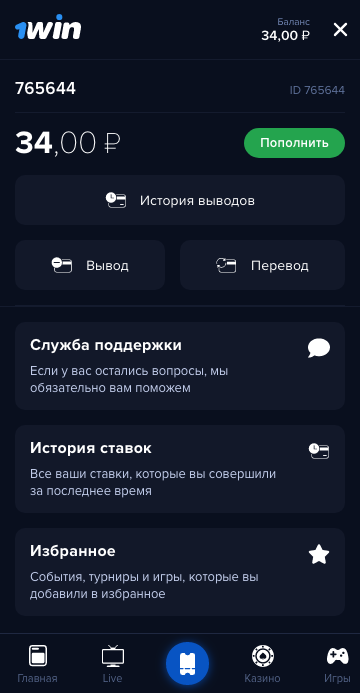 1win
Баланс
34,00 ₽
765644
ID 765644
34,00 ₽
Пополнить
История выводов
Вывод
Перевод
Служба поддержки
Если у вас остались вопросы, мы
обязательно вам поможем
История ставок
Все ваши ставки, которые вы совершили
за последнее время
Избранное
События, турниры и игры, которые вы
добавили в избранное
Главная
Live
Казино
Игры